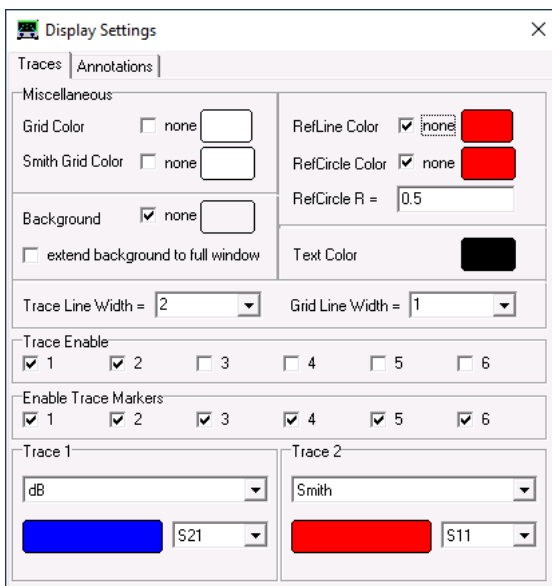 Display Settings
Traces Annotations
Miscellaneous
Grid Color none
Smith Grid Color none
RefLine Color none
RefCircle Color none
RefCircle R = 0.5
Background none
extend background to full window
Text Color
Trace Line Width = 2 Grid Line Width = 1
Trace Enable
1 2 3 4 5 6
Enable Trace Markers
1 2 3 4 5 6
Trace 1
dB
S21
Trace 2
Smith
S11